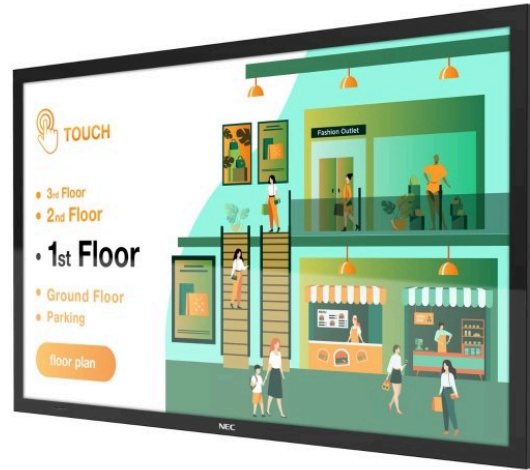 TOUCH
• 3rd Floor
• 2nd Floor
• 1st Floor
• Ground Floor
• Parking
floor plan
Fashion Outlet
NEC